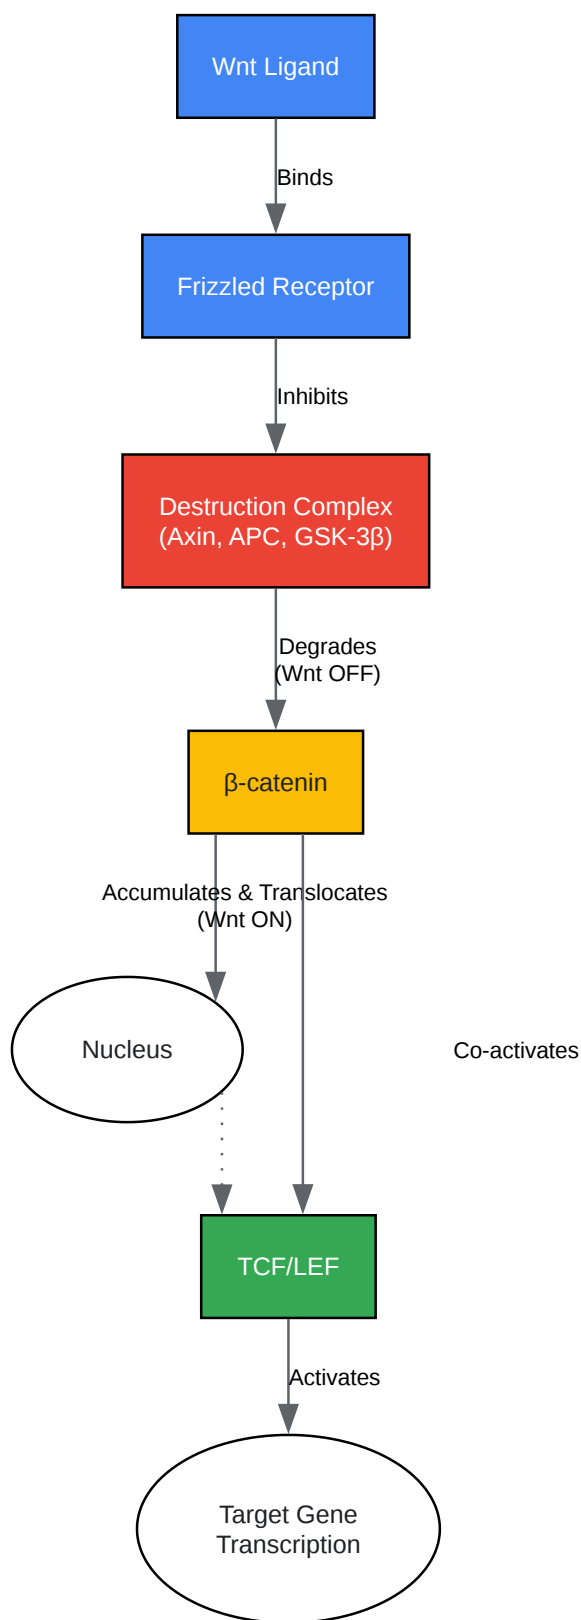 Wnt Ligand
Binds
Frizzled Receptor
Inhibits
Destruction Complex
(Axin, APC, GSK-3β)
Degrades
(Wnt OFF)
β-catenin
Accumulates & Translocates
(Wnt ON)
Nucleus
Co-activates
TCF/LEF
Activates
Target Gene
Transcription